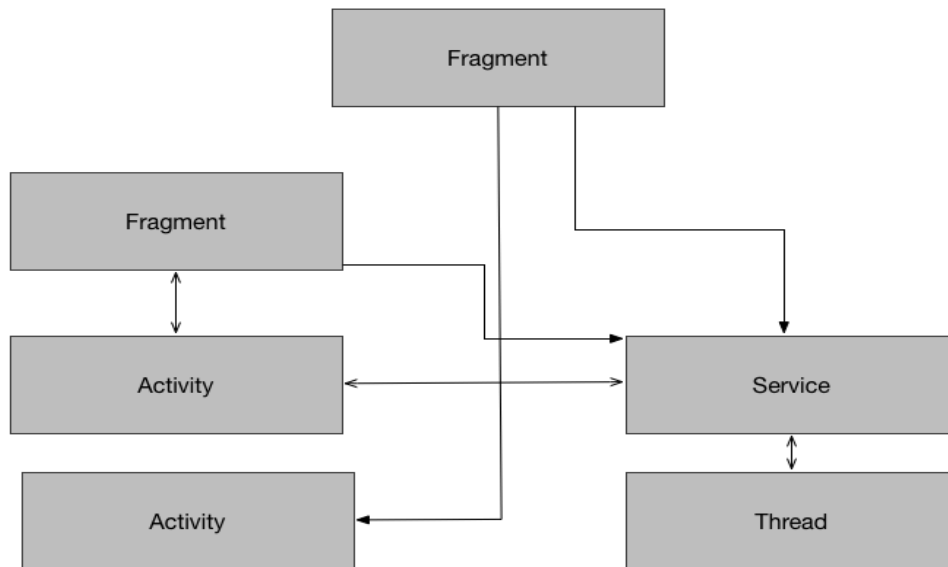 Fragment
Fragment
Activity
Service
Activity
Thread